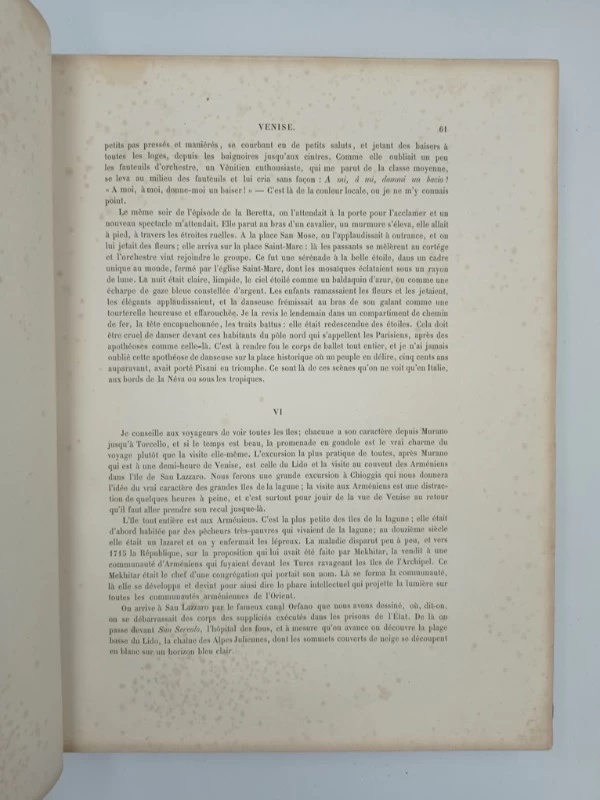 VENISE. 61
petits pas pressés et maniérés, se courbant en de petits saluts, et jetant des baisers à
toutes les loges, depuis les baignoires jusqu'aux cintres. Comme elle oubliait un peu
les fauteuils d'orchestre, un Vénitien enthousiaste, qui me parut de la classe moyenne,
se leva au milieu des fauteuils et lui cria sans façon : A mi, à mi, dammi un bacio!
« A moi, à moi, donne-moi un baiser! » — C'est là de la couleur locale, ou je ne m'y connais
point.
Le même soir de l'épisode de la Beretta, on l'attendait à la porte pour l'acclamer et un
nouveau spectacle m'attendait. Elle parut au bras d'un cavalier, un murmure s'éleva, elle allait
à pied, à travers les étroites ruelles. A la place San Mose, on l'applaudissait à outrance, et on
lui jetait des fleurs; elle arriva sur la place Saint-Marc : là les passants se mêlèrent au cortége
et l'orchestre vint rejoindre le groupe. Ce fut une sérénade à la belle étoile, dans un cadre
unique au monde, formé par l'église Saint-Marc, dont les mosaïques éclataient sous un rayon
de lune. La nuit était claire, limpide, le ciel étoilé comme un baldaquin d'azur, ou comme une
écharpe de gaze bleue constellée d'argent. Les enfants ramassaient les fleurs et les jetaient,
les élégants applaudissaient, et la danseuse frémissait au bras de son galant comme une
tourterelle heureuse et effarouchée. Je la revis le lendemain dans un compartiment de chemin
de fer, la tête encapuchonnée, les traits battus : elle était redescendue des étoiles. Cela doit
être cruel de danser devant ces habitants du pôle nord qui s'appellent les Parisiens, après des
apothéoses comme celle-là. C'est à rendre fou le corps de ballet tout entier, et je n'ai jamais
oublié cette apothéose de danseuse sur la place historique où un peuple en délire, cinq cents ans
auparavant, avait porté Pisani en triomphe. Ce sont là de ces scènes qu'on ne voit qu'en Italie,
aux bords de la Néva ou sous les tropiques.
VI
Je conseille aux voyageurs de voir toutes les îles; chacune a son caractère depuis Murano
jusqu'à Torcello, et si le temps est beau, la promenade en gondole est le vrai charme du
voyage plutôt que la visite elle-même. L'excursion la plus pratique de toutes, après Murano
qui est à une demi-heure de Venise, est celle du Lido et la visite au couvent des Arméniens
dans l'île de San Lazzaro. Nous ferons une grande excursion à Chioggia qui nous donnera
l'idée du vrai caractère des grandes îles de la lagune; la visite aux Arméniens est une distrac-
tion de quelques heures à peine, et c'est surtout pour jouir de la vue de Venise au retour
qu'il faut aller prendre son recul jusque-là.
L'île tout entière est aux Arméniens. C'est la plus petite des îles de la lagune; elle était
d'abord habitée par des pêcheurs très-pauvres qui vivaient de la lagune; au douzième siècle
elle était un lazaret et on y enfermait les lépreux. La maladie disparut peu à peu, et vers
1715 la République, sur la proposition qui lui avait été faite par Mekhitar, la vendit à une
communauté d'Arméniens qui fuyaient devant les Turcs ravageant les îles de l'Archipel. Ce
Mekhitar était le chef d'une congrégation qui portait son nom. Là se forma la communauté,
là elle se développa et devint pour ainsi dire le phare intellectuel qui projette la lumière sur
toutes les communautés arméniennes de l'Orient.
On arrive à San Lazzaro par le fameux canal Orfano que nous avons dessiné, où, dit-on,
on se débarrassait des corps des suppliciés exécutés dans les prisons de l'État. De là on
passe devant San Servolo, l'hôpital des fous, et à mesure qu'on avance on découvre la plage
basse du Lido, la chaîne des Alpes Juliennes, dont les sommets couverts de neige se découpent
en blanc sur un horizon bleu clair.